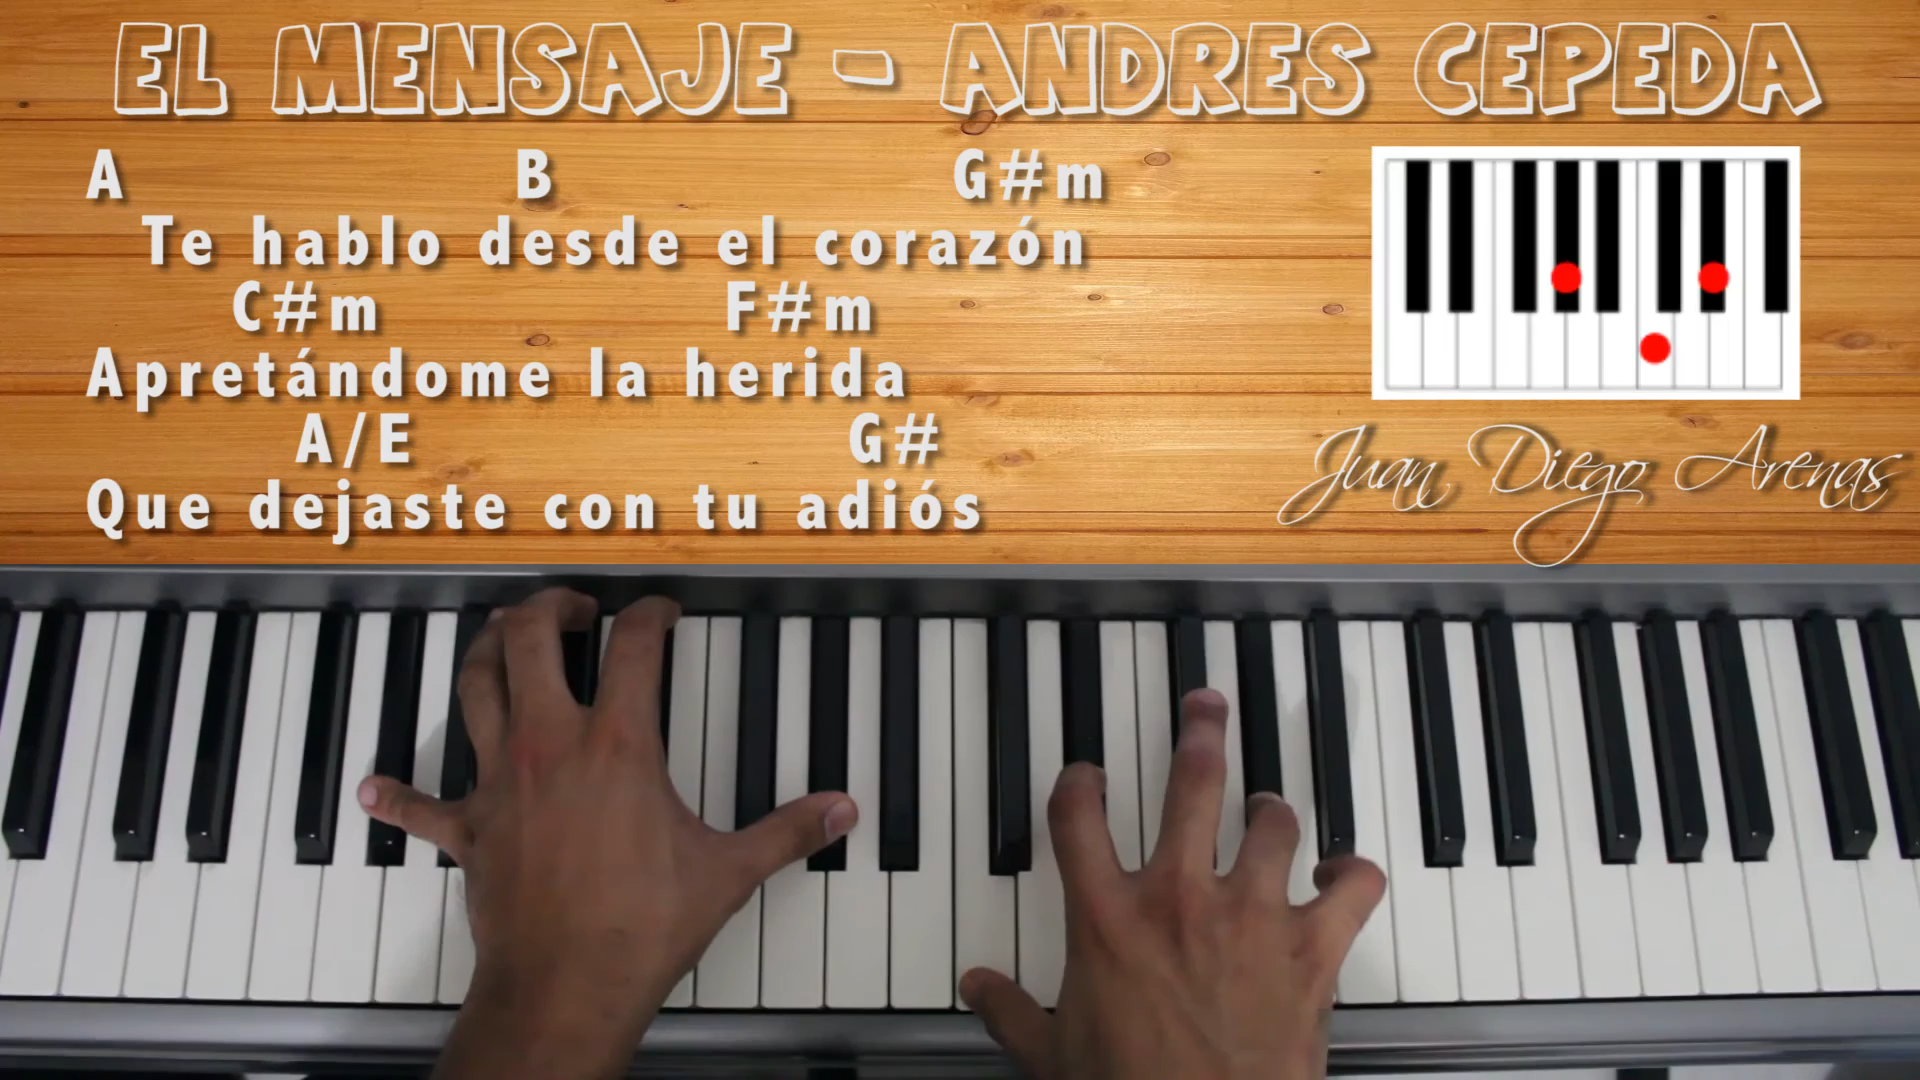 EL MENSAJE - ANDRES CEPEDA
A B G#m
Te hablo desde el corazón
C#m F#m
Apretándome la herida
A/E G#
Que dejaste con tu adiós
Juan Diego Arenas